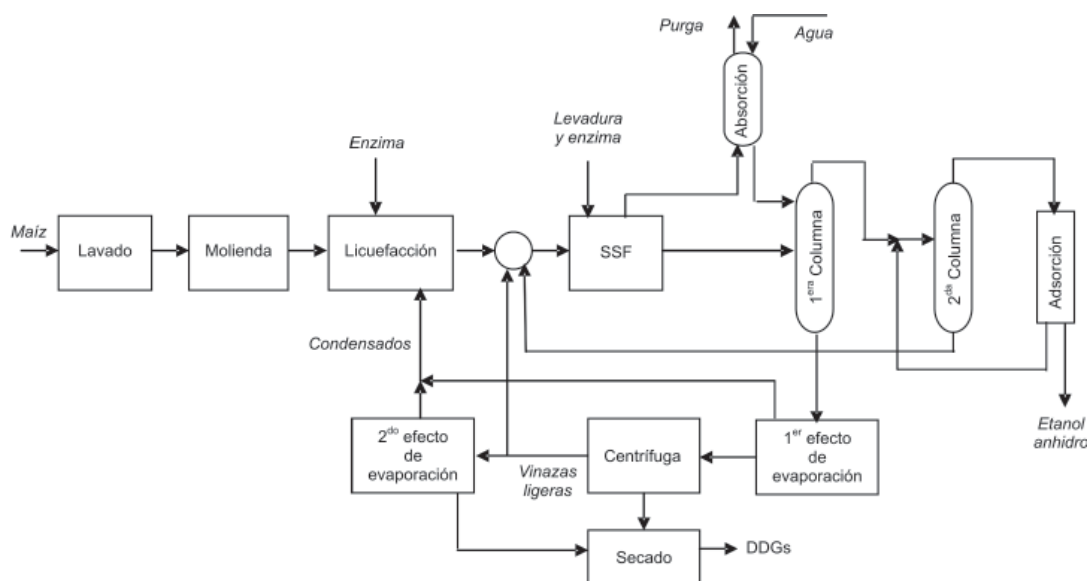 Purga
Agua
Absorción
Levadura
y enzima
Enzima
Maíz
Lavado
Molienda
Licuefacción
SSF
1era Columna
2da Columna
Adsorción
Condensados
Etanol
anhidro
2do efecto
de
evaporación
Vinazas
ligeras
Centrífuga
1er efecto
de
evaporación
Secado
DDGs